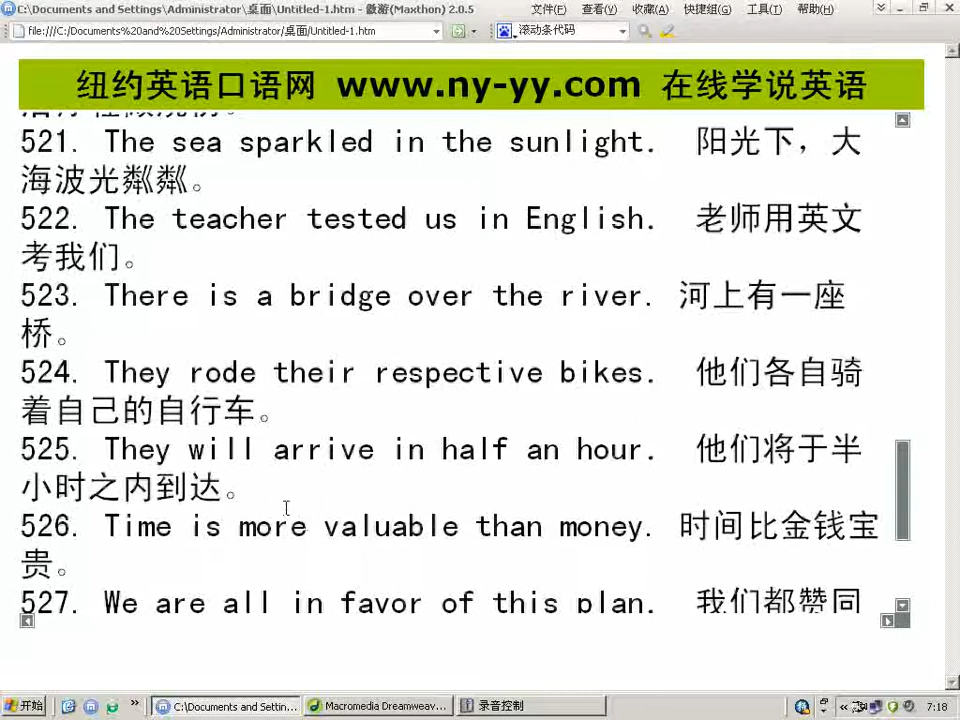 C:\Documents and Settings\Administrator\桌面\Untitled-1.htm - 傲游(Maxthon) 2.0.5
文件(F) 查看(V) 收藏(A) 快捷组(G) 工具(T) 帮助(H)
file:///C:/Documents%20and%20Settings/Administrator/桌面/Untitled-1.htm 滚动条代码
纽约英语口语网 www.ny-yy.com 在线学说英语
521. The sea sparkled in the sunlight. 阳光下，大
海波光粼粼。
522. The teacher tested us in English. 老师用英文
考我们。
523. There is a bridge over the river. 河上有一座
桥。
524. They rode their respective bikes. 他们各自骑
着自己的自行车。
525. They will arrive in half an hour. 他们将于半
小时之内到达。
526. Time is more valuable than money. 时间比金钱宝
贵。
527. We are all in favor of this plan. 我们都赞同
开始 C:\Documents and Settin... Macromedia Dreamweav... 录音控制 7:18